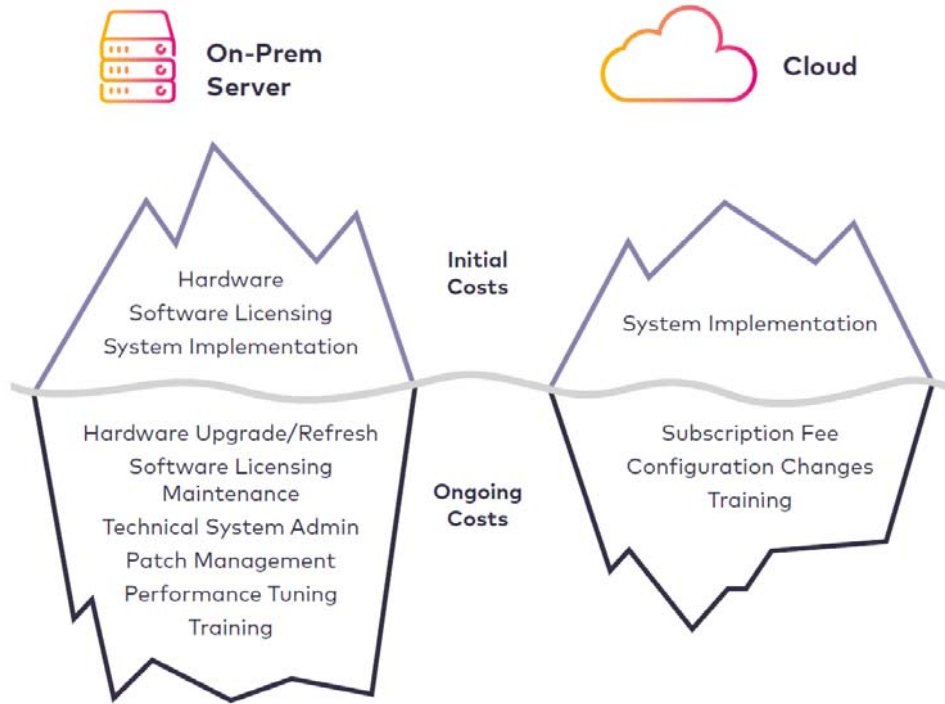 On-Prem
Server
Cloud
Initial
Costs
Hardware
Software Licensing
System Implementation
System Implementation
Hardware Upgrade/Refresh
Software Licensing
Maintenance
Technical System Admin
Patch Management
Performance Tuning
Training
Ongoing
Costs
Subscription Fee
Configuration Changes
Training